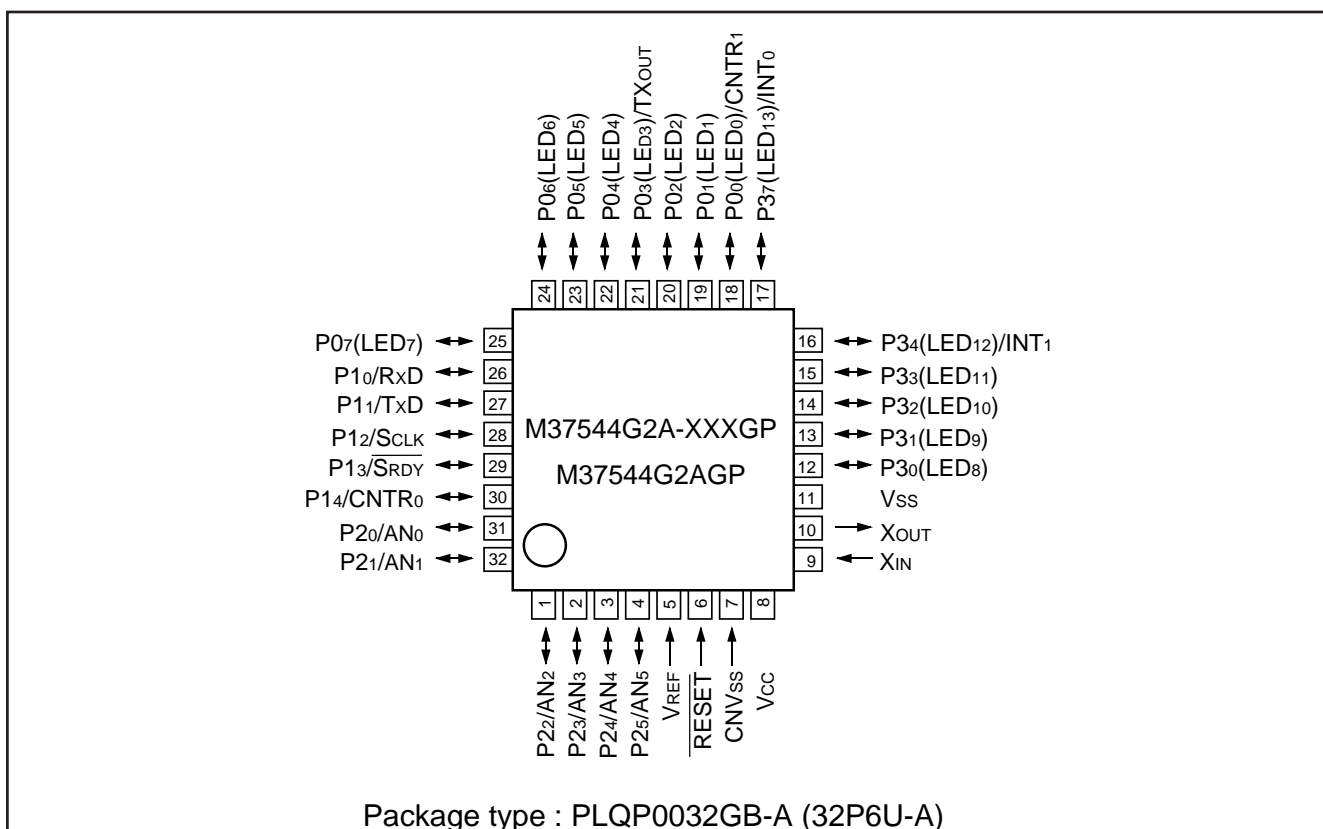 P06(LED6)
P05(LED5)
P04(LED4)
P03(LED3)/TXOUT
P02(LED2)
P01(LED1)
P00(LED0)/CNTR1
P37(LED13)/INT0
24
23
22
21
20
19
18
17
P07(LED7)
25
P10/RXD
26
P11/TXD
27
P12/SCLK
28
P13/SRDY
29
P14/CNTR0
30
P20/AN0
31
P21/AN1
32
M37544G2A-XXXGP
M37544G2AGP
16
P34(LED12)/INT1
15
P33(LED11)
14
P32(LED10)
13
P31(LED9)
12
P30(LED8)
11
VSS
10
XOUT
9
XIN
1
2
3
4
5
6
7
8
P22/AN2
P23/AN3
P24/AN4
P25/AN5
VREF
RESET
CNVSS
VCC
Package type : PLQP0032GB-A (32P6U-A)